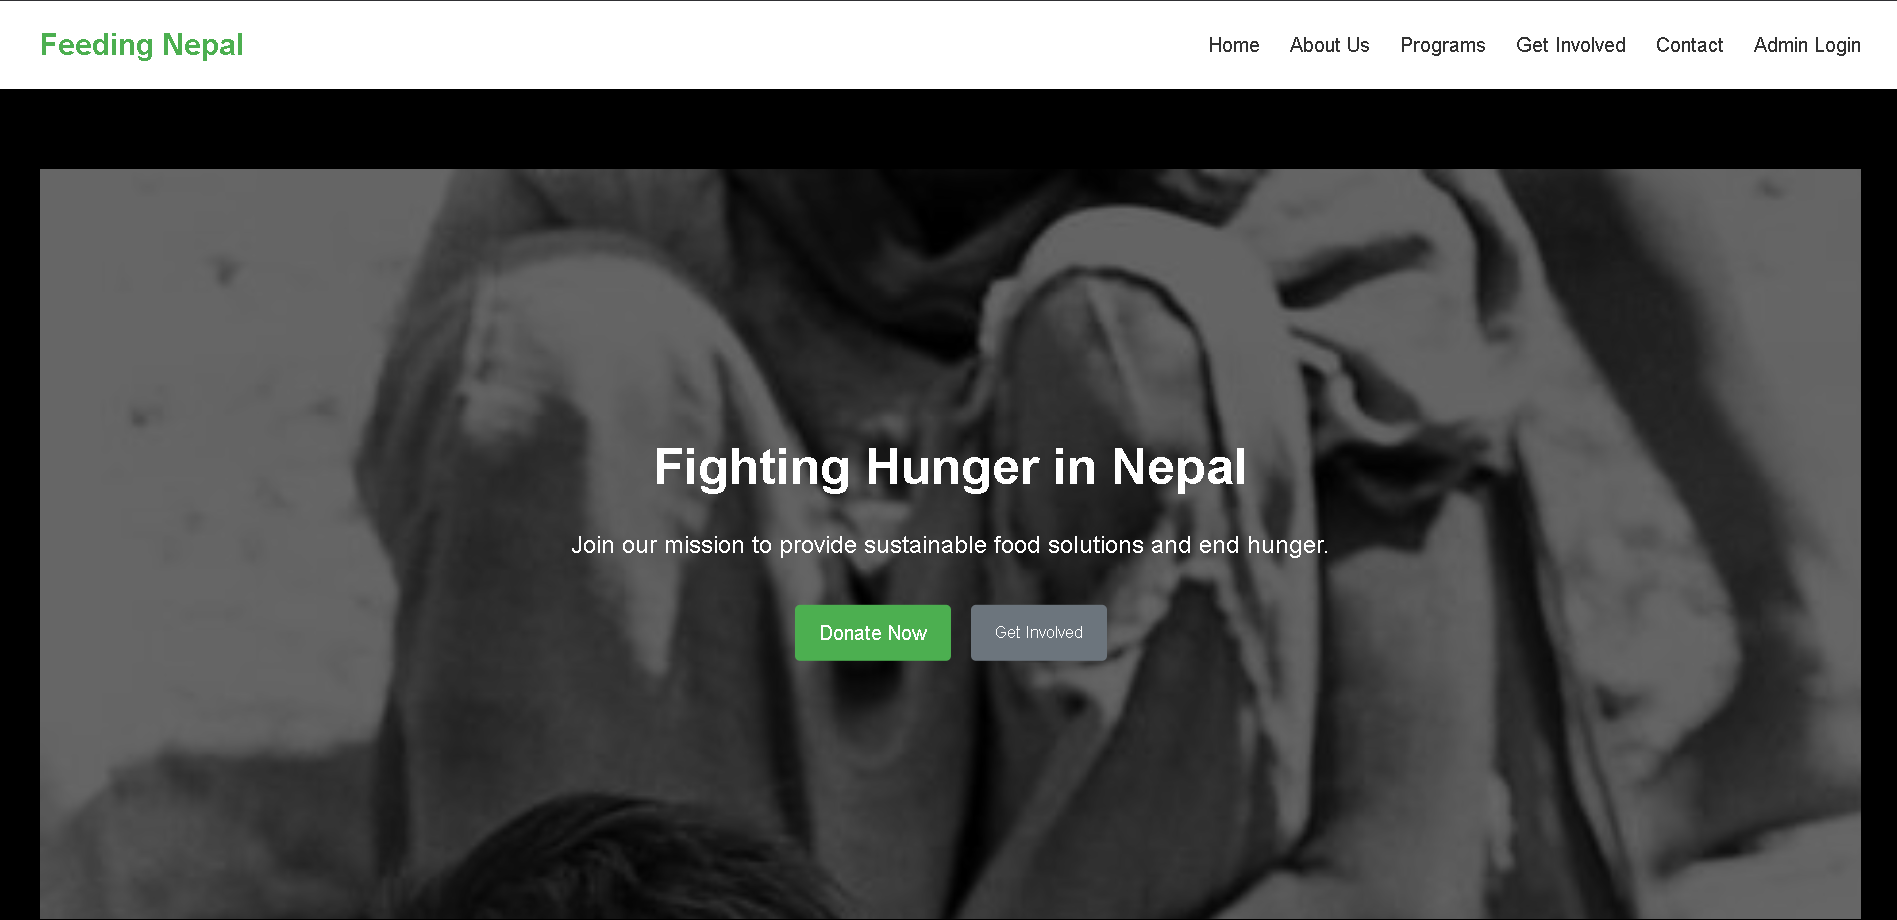 Feeding Nepal
Home About Us Programs Get Involved Contact Admin Login
Fighting Hunger in Nepal
Join our mission to provide sustainable food solutions and end hunger.
Donate Now Get Involved